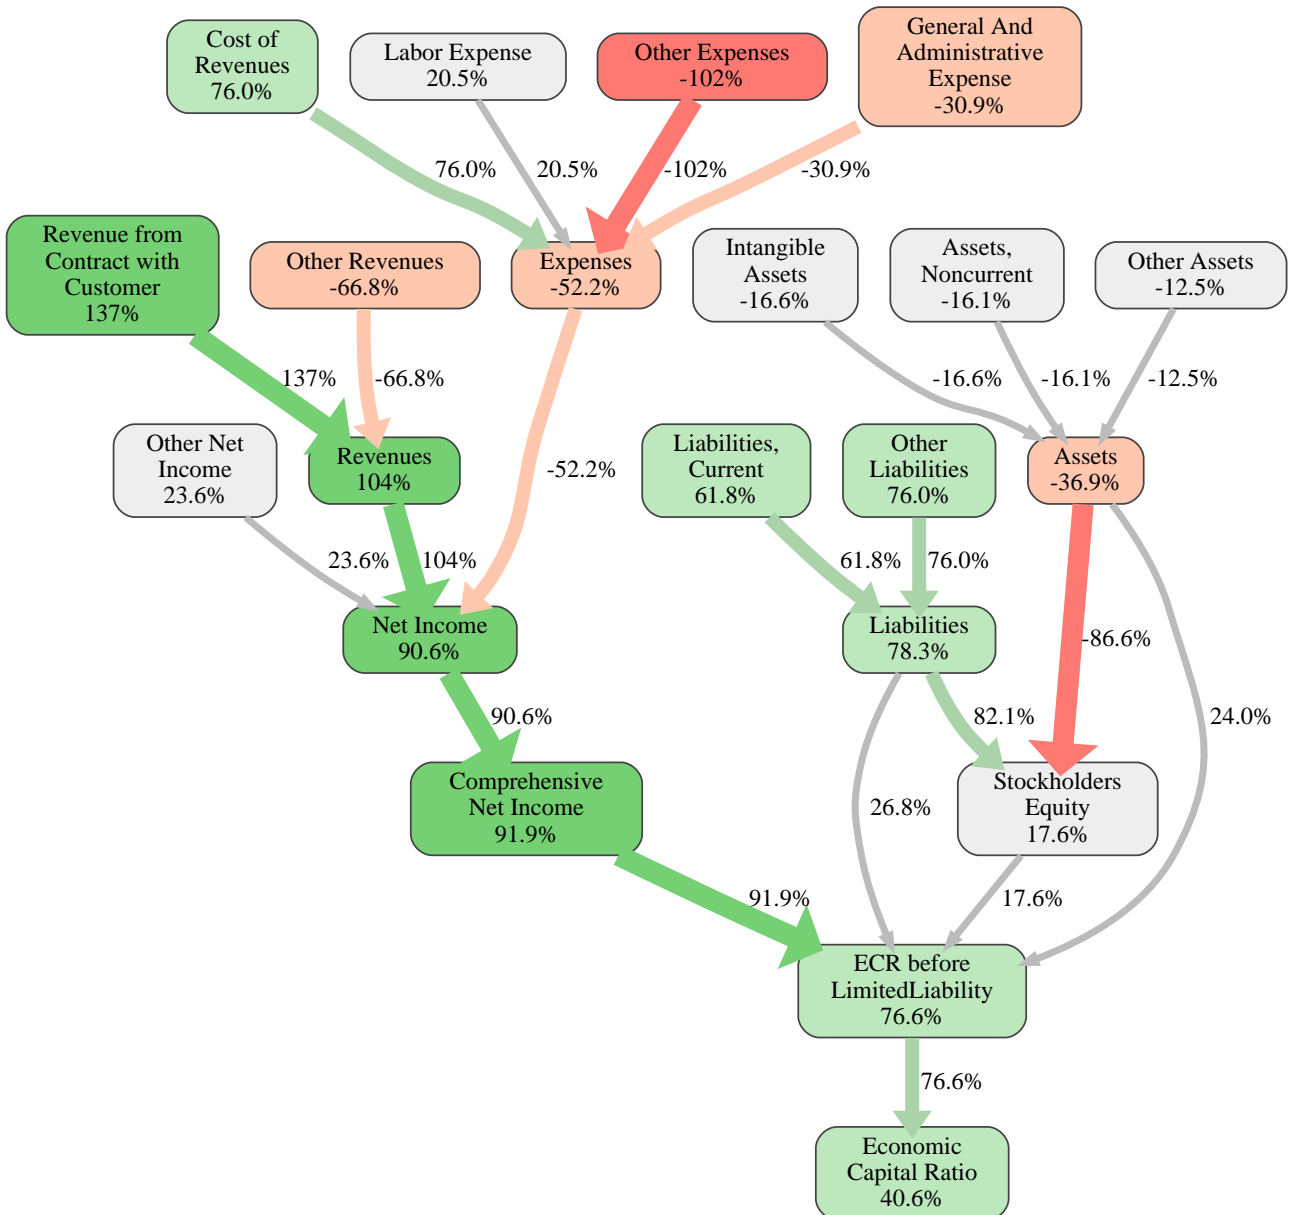 Cost of
Revenues
76.0%
Labor Expense
20.5%
Other Expenses
-102%
General And
Administrative
Expense
-30.9%
76.0%
20.5%
-102%
-30.9%
Revenue from
Contract with
Customer
137%
Other Revenues
-66.8%
Expenses
-52.2%
Intangible
Assets
-16.6%
Assets,
Noncurrent
-16.1%
Other Assets
-12.5%
137%
-66.8%
-16.6%
-16.1%
-12.5%
Other Net
Income
23.6%
Revenues
104%
-52.2%
Liabilities,
Current
61.8%
Other
Liabilities
76.0%
Assets
-36.9%
23.6%
104%
61.8%
76.0%
Net Income
90.6%
Liabilities
78.3%
-86.6%
90.6%
82.1%
24.0%
Comprehensive
Net Income
91.9%
26.8%
Stockholders
Equity
17.6%
91.9%
17.6%
ECR before
LimitedLiability
76.6%
76.6%
Economic
Capital Ratio
40.6%